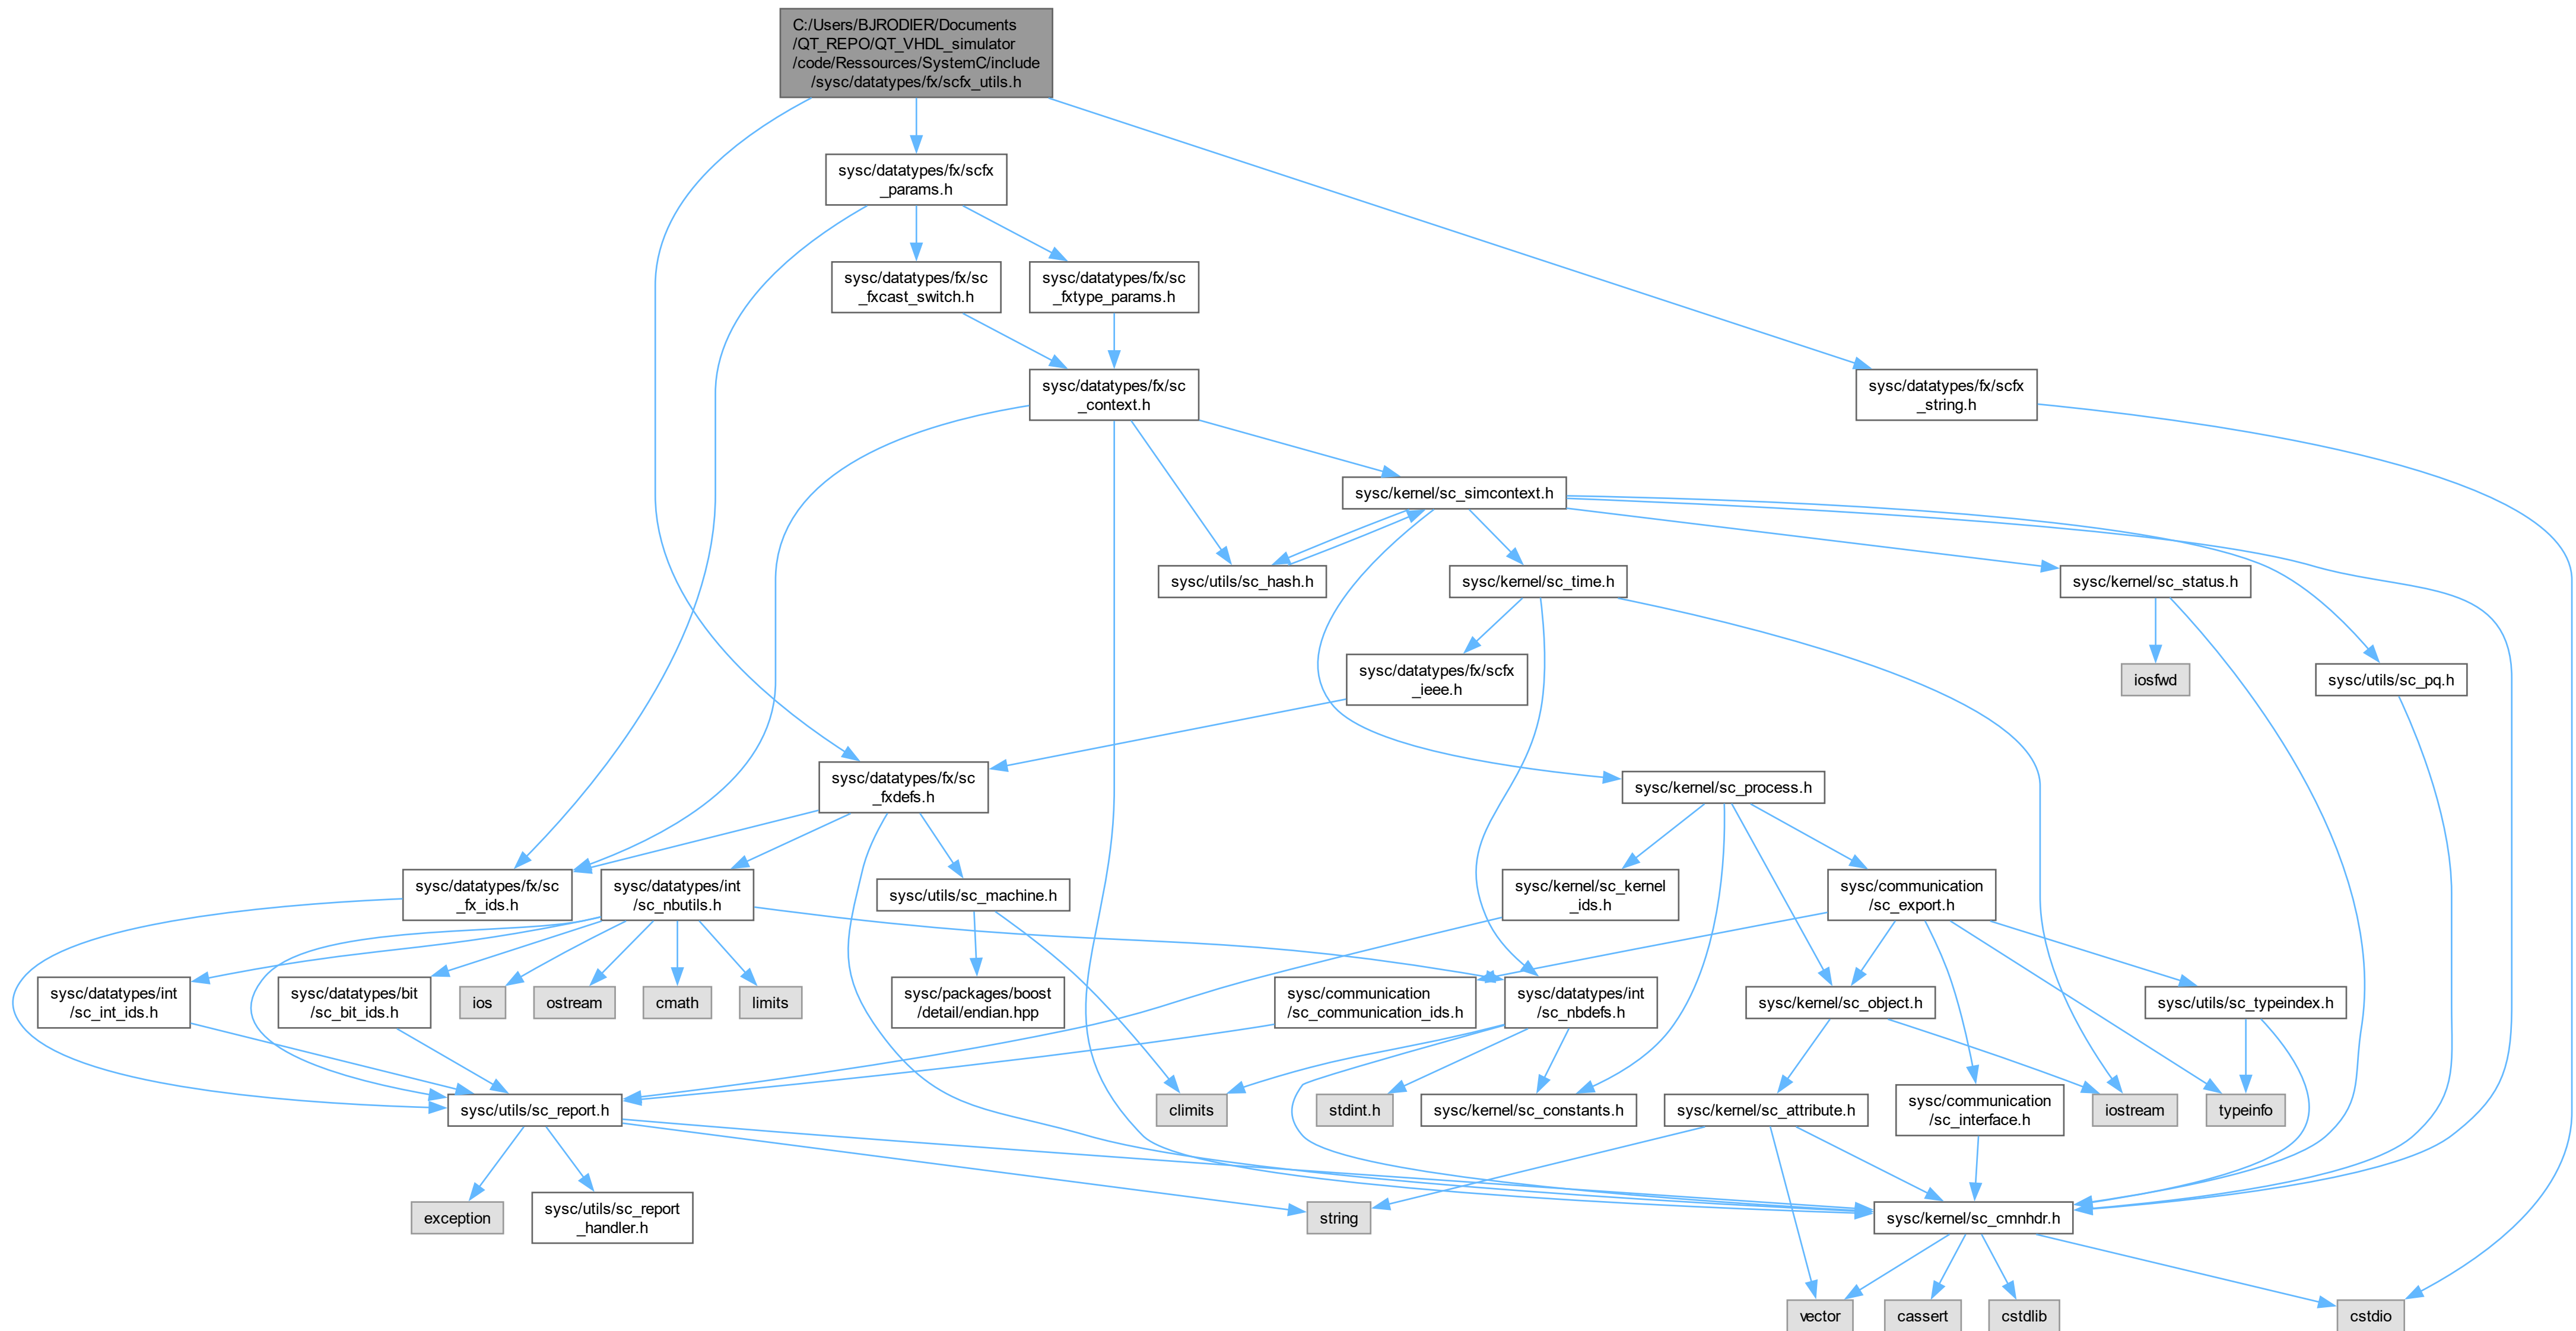 C:/Users/BJRODIER/Documents
/QT_REPO/QT_VHDL_simulator
/code/Ressources/SystemC/include
/sysc/datatypes/fx/scfx_utils.h
sysc/datatypes/fx/scfx
_params.h
sysc/datatypes/fx/sc
_fxcast_switch.h
sysc/datatypes/fx/sc
_fxtype_params.h
sysc/datatypes/fx/sc
_context.h
sysc/datatypes/fx/scfx
_string.h
sysc/kernel/sc_simcontext.h
sysc/utils/sc_hash.h
sysc/kernel/sc_time.h
sysc/kernel/sc_status.h
sysc/datatypes/fx/scfx
_ieee.h
iosfwd
sysc/utils/sc_pq.h
sysc/datatypes/fx/sc
_fxdefs.h
sysc/kernel/sc_process.h
sysc/datatypes/fx/sc
_fx_ids.h
sysc/datatypes/int
/sc_nbutils.h
sysc/utils/sc_machine.h
sysc/kernel/sc_kernel
_ids.h
sysc/communication
/sc_export.h
sysc/datatypes/int
/sc_int_ids.h
sysc/datatypes/bit
/sc_bit_ids.h
ios
ostream
cmath
limits
sysc/packages/boost
/detail/endian.hpp
sysc/communication
/sc_communication_ids.h
sysc/datatypes/int
/sc_nbdefs.h
sysc/kernel/sc_object.h
sysc/utils/sc_typeindex.h
sysc/utils/sc_report.h
climits
stdint.h
sysc/kernel/sc_constants.h
sysc/kernel/sc_attribute.h
sysc/communication
/sc_interface.h
iostream
typeinfo
exception
sysc/utils/sc_report
_handler.h
string
sysc/kernel/sc_cmnhdr.h
vector
cassert
cstdlib
cstdio